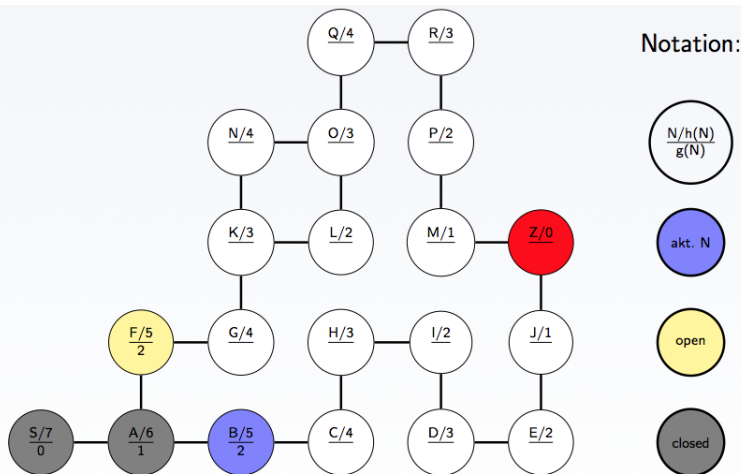 Q/4
R/3
Notation:
N/4
O/3
P/2
N/h(N)
g(N)
K/3
L/2
M/1
Z/0
akt. N
F/5
2
G/4
H/3
I/2
J/1
open
S/7
0
A/6
1
B/5
2
C/4
D/3
E/2
closed